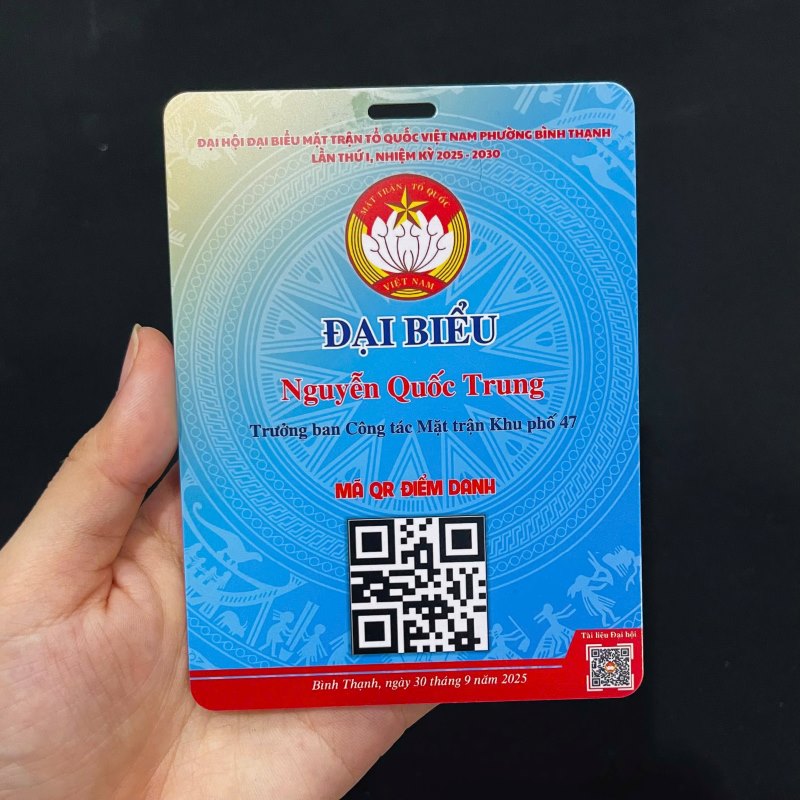 ĐẠI HỘI ĐẠI BIỂU MẶT TRẬN TỔ QUỐC VIỆT NAM PHƯỜNG BÌNH THẠNH
LẦN THỨ I, NHIỆM KỲ 2025 - 2030
MẶT TRẬN TỔ QUỐC
VIỆT NAM
ĐẠI BIỂU
Nguyễn Quốc Trung
Trưởng ban Công tác Mặt trận Khu phố 47
MÃ QR ĐIỂM DANH
Tài liệu Đại hội
Bình Thạnh, ngày 30 tháng 9 năm 2025